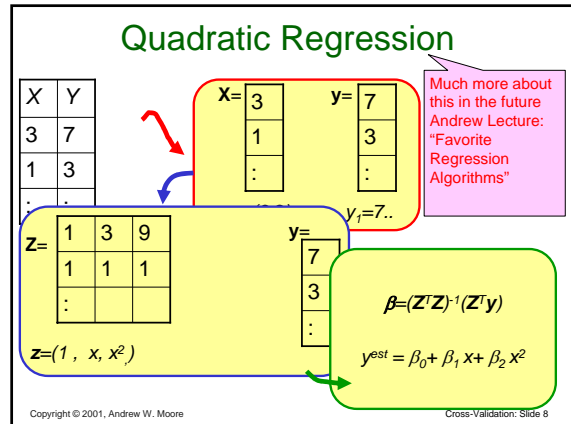 Quadratic Regression
X Y
3 7
1 3
: :
X= 3
1
:
y= 7
3
:
y₁=7..
Much more about
this in the future
Andrew Lecture:
“Favorite
Regression
Algorithms”
Z= 1 3 9
1 1 1
:
y=
7
3
:
z=(1 , x, x²,)
β=(ZᵀZ)⁻¹(Zᵀy)
yᵉˢᵗ = β₀+ β₁ x+ β₂ x²
Copyright © 2001, Andrew W. Moore
Cross-Validation: Slide 8